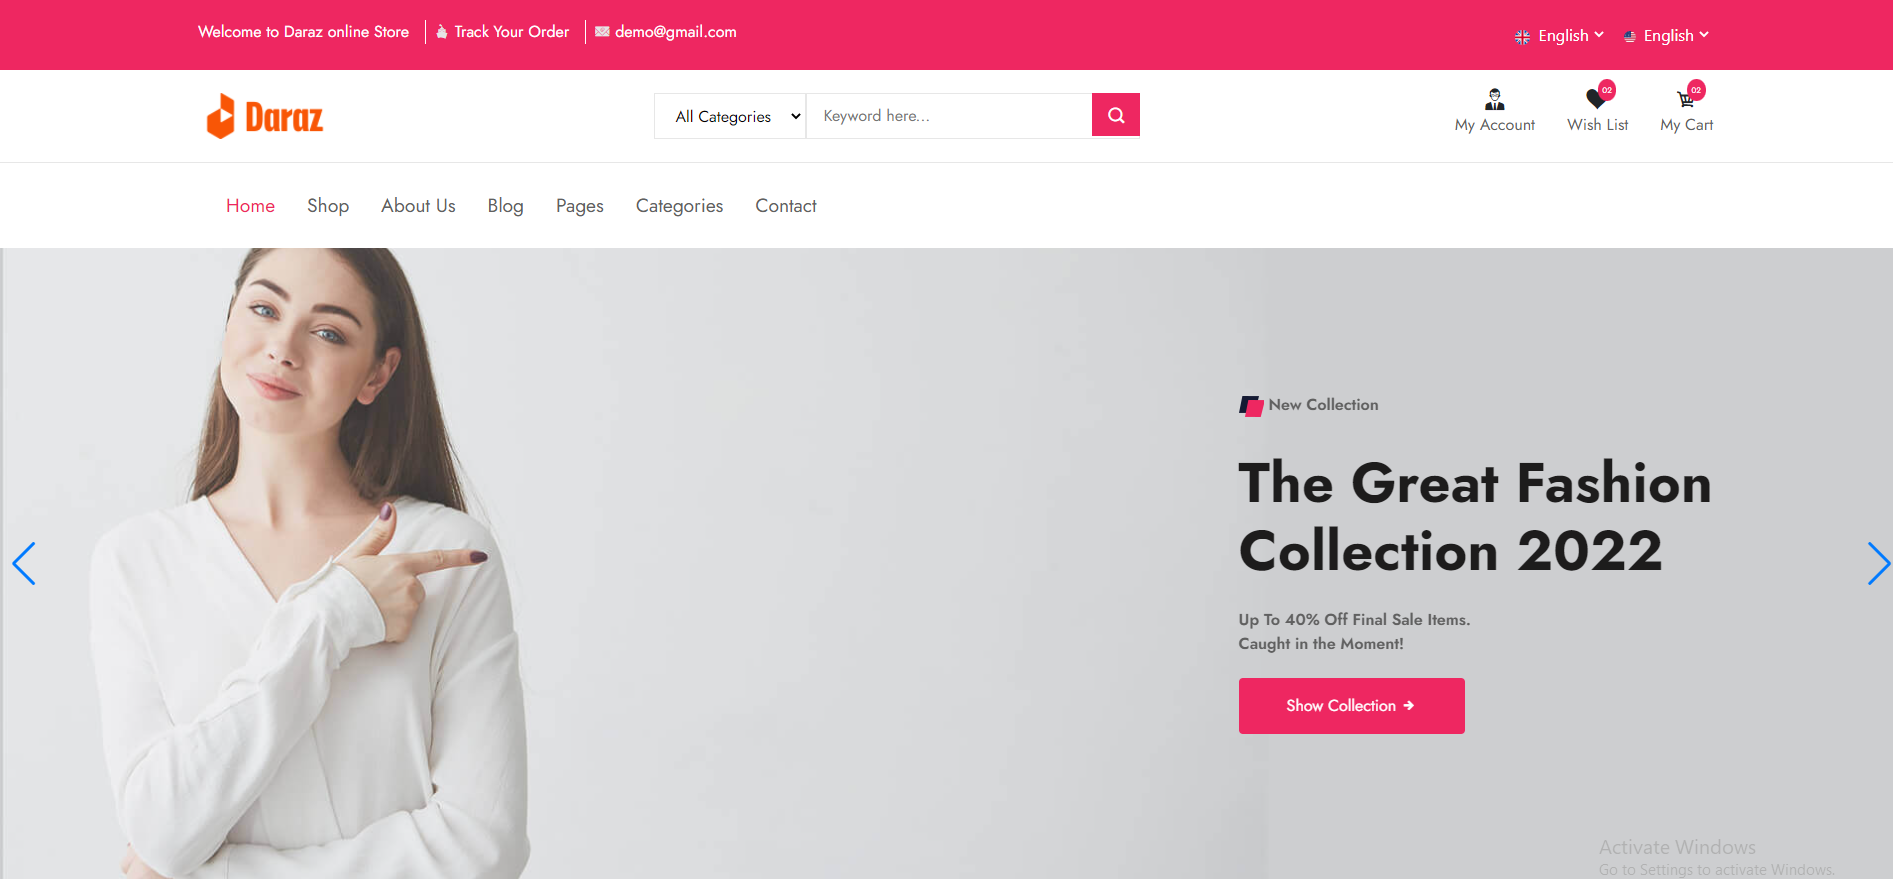 Welcome to Daraz online Store
Track Your Order
demo@gmail.com
English
English
Daraz
All Categories
Keyword here...
02
My Account
02
Wish List
My Cart
Home
Shop
About Us
Blog
Pages
Categories
Contact
New Collection
The Great Fashion
Collection 2022
Up To 40% Off Final Sale Items.
Caught in the Moment!
Show Collection
Activate Windows
Go to Settings to activate Windows.